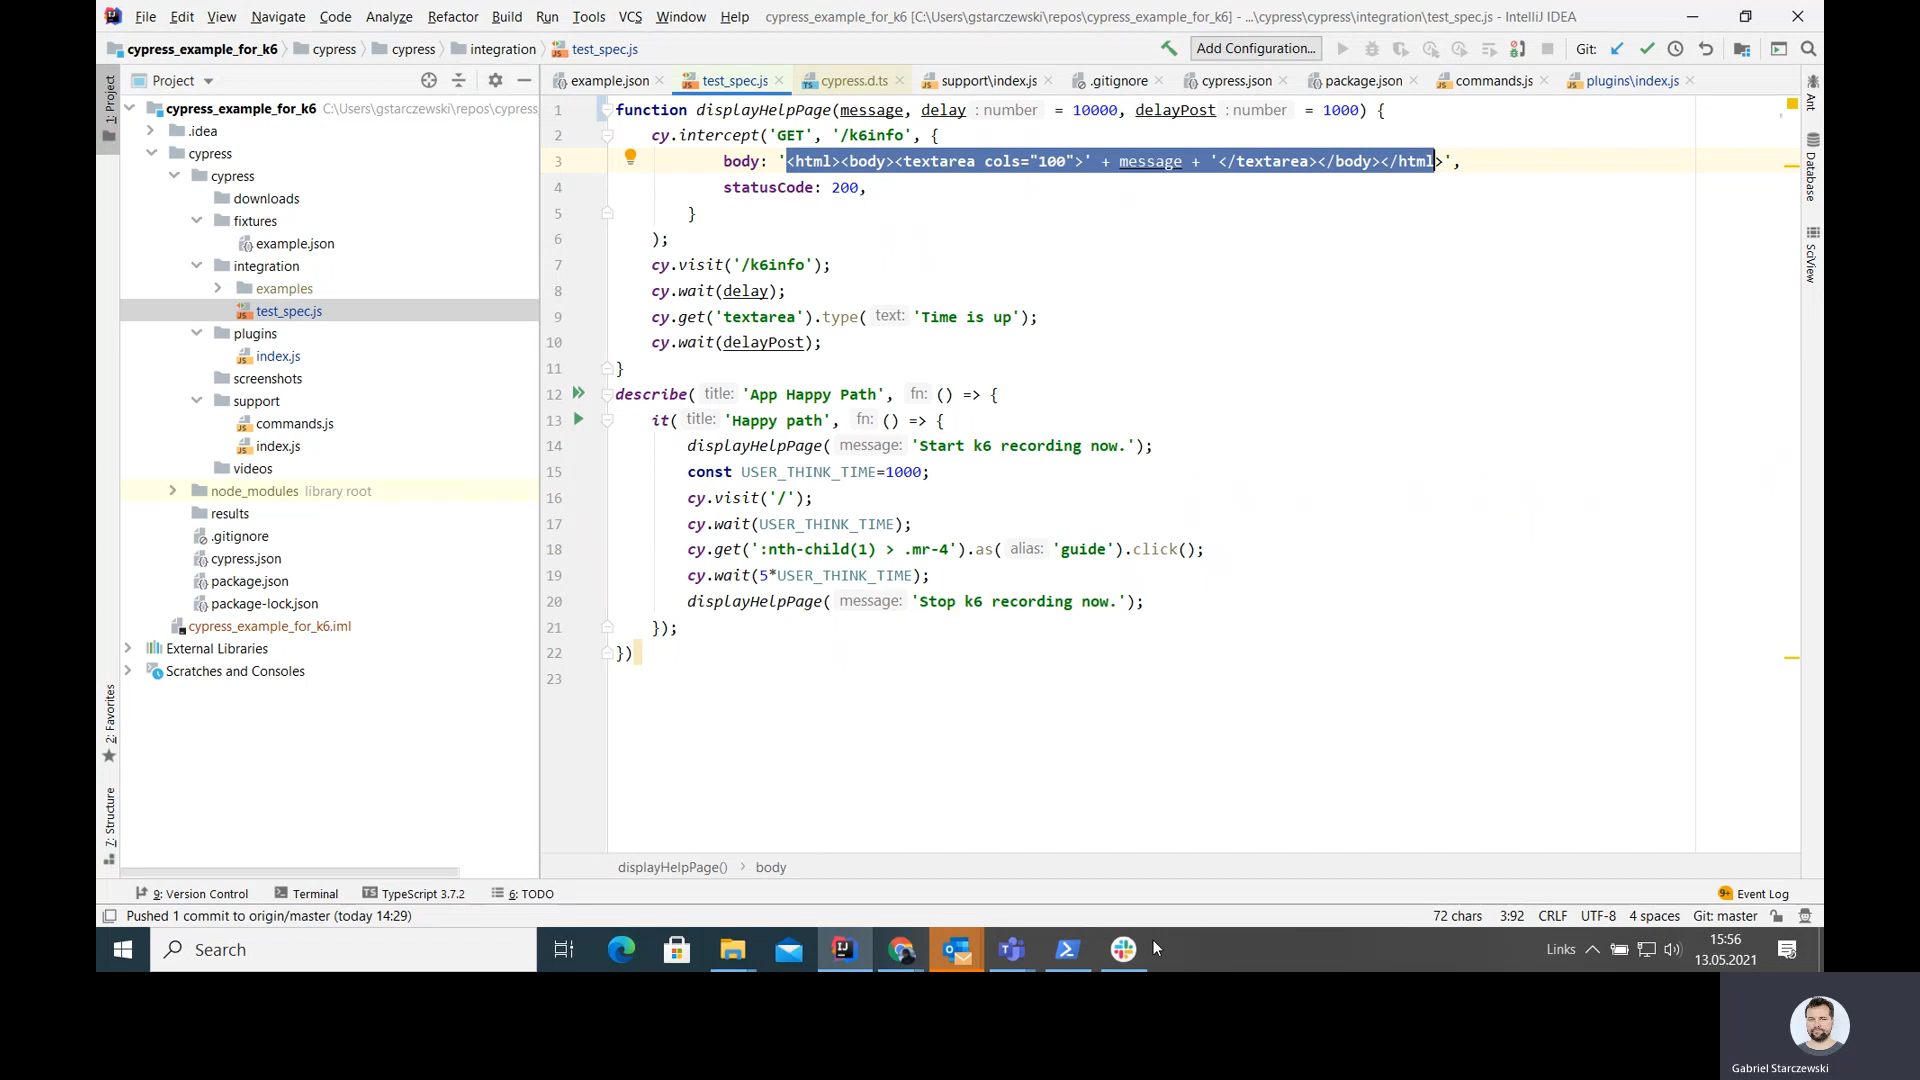 File Edit View Navigate Code Analyze Refactor Build Run Tools VCS Window Help cypress_example_for_k6 [C:\Users\gstarczewski\repos\cypress_example_for_k6] - ...\cypress\cypress\integration\test_spec.js - IntelliJ IDEA
cypress_example_for_k6 cypress cypress integration test_spec.js Add Configuration... Git:
Project example.json test_spec.js cypress.d.ts support\index.js .gitignore cypress.json package.json commands.js plugins\index.js
1: Project
2: Favorites
7: Structure
Ant
Database
SciView
cypress_example_for_k6 C:\Users\gstarczewski\repos\cypress
.idea
cypress
cypress
downloads
fixtures
example.json
integration
examples
test_spec.js
plugins
index.js
screenshots
support
commands.js
index.js
videos
node_modules library root
results
.gitignore
cypress.json
package.json
package-lock.json
cypress_example_for_k6.iml
External Libraries
Scratches and Consoles
1 function displayHelpPage(message, delay : number = 10000, delayPost : number = 1000) {
2 cy.intercept('GET', '/k6info', {
3 body: '<html><body><textarea cols="100">' + message + '</textarea></body></html>',
4 statusCode: 200,
5 }
6 );
7 cy.visit('/k6info');
8 cy.wait(delay);
9 cy.get('textarea').type( text: 'Time is up');
10 cy.wait(delayPost);
11 }
12 describe( title: 'App Happy Path', fn: () => {
13 it( title: 'Happy path', fn: () => {
14 displayHelpPage( message: 'Start k6 recording now.');
15 const USER_THINK_TIME=1000;
16 cy.visit('/');
17 cy.wait(USER_THINK_TIME);
18 cy.get(':nth-child(1) > .mr-4').as( alias: 'guide').click();
19 cy.wait(5*USER_THINK_TIME);
20 displayHelpPage( message: 'Stop k6 recording now.');
21 });
22 })
23
displayHelpPage() body
9: Version Control Terminal TypeScript 3.7.2 6: TODO 9+ Event Log
Pushed 1 commit to origin/master (today 14:29) 72 chars 3:92 CRLF UTF-8 4 spaces Git: master
Search Links 15:56
13.05.2021
Gabriel Starczewski